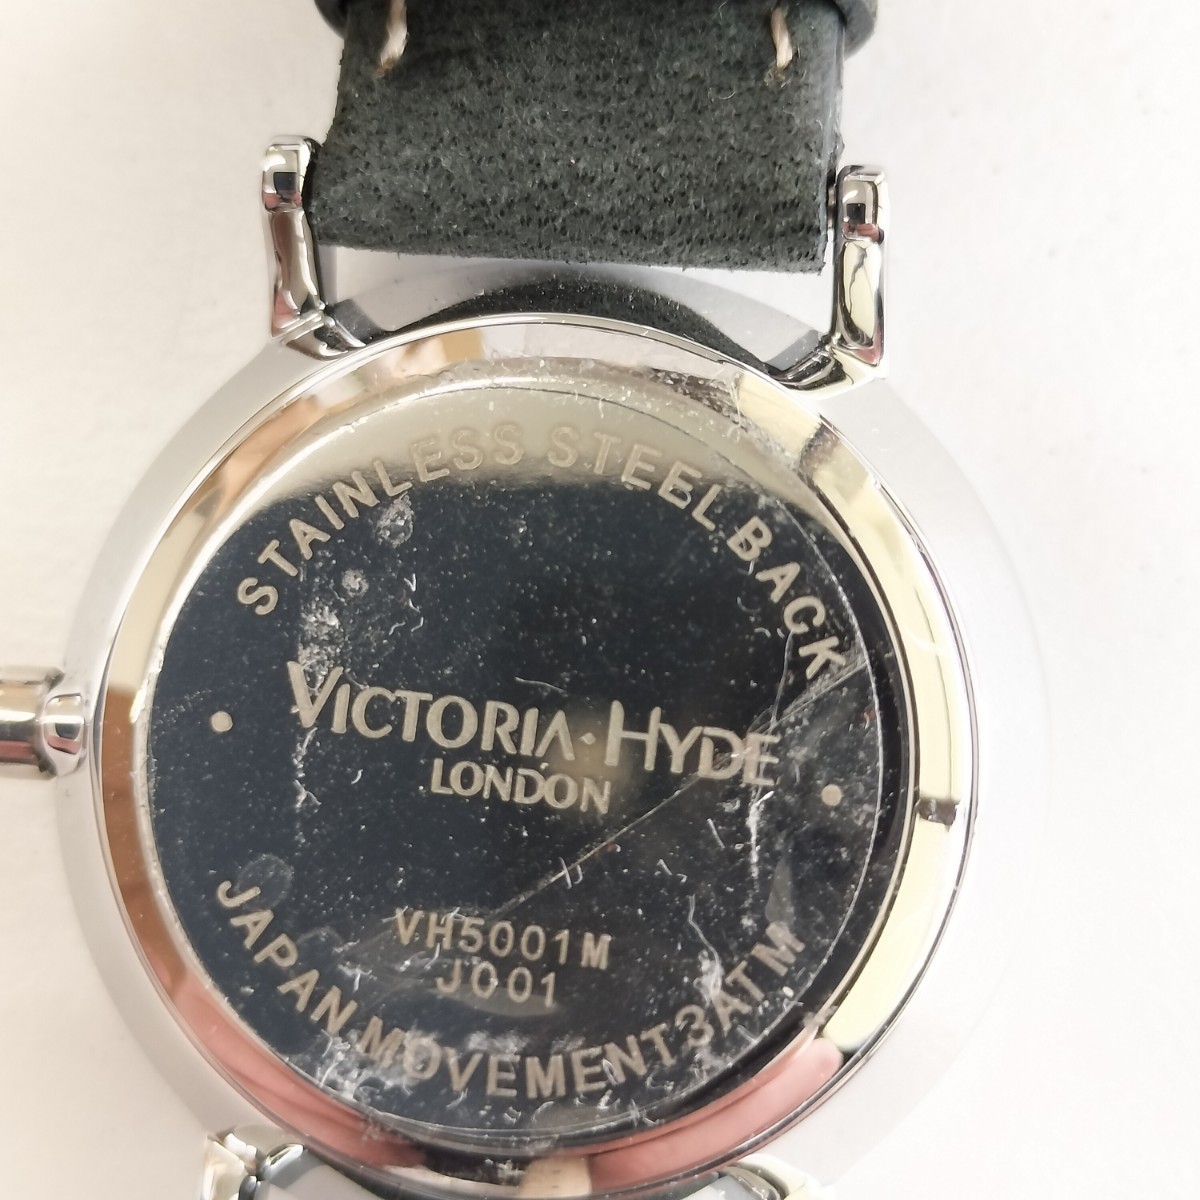 STAINLESS STEEL BACK
VICTORIA·HYDE
LONDON
VH5001M
J001
JAPAN MOVEMENT 3ATM